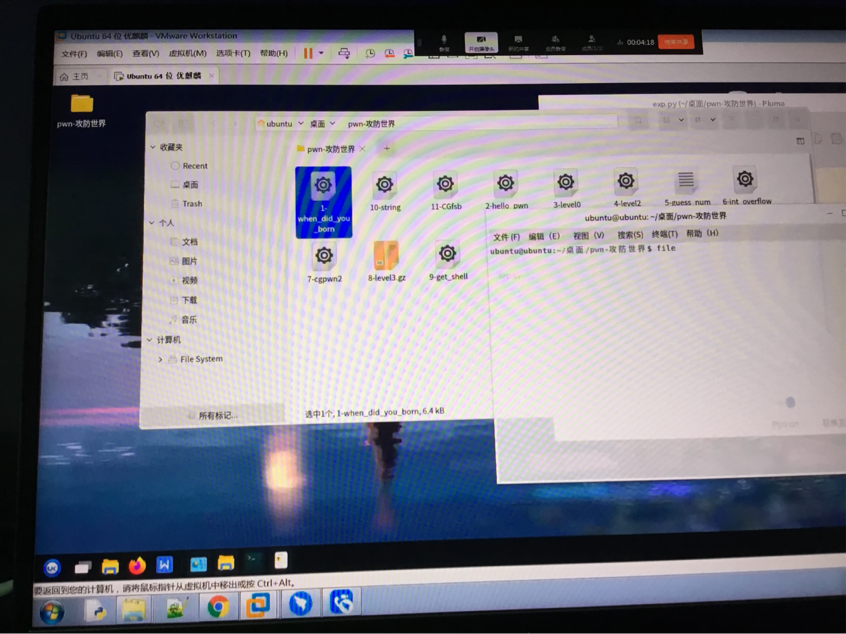 Ubuntu 64 位 优麒麟 - VMware Workstation
文件(F) 编辑(E) 查看(V) 虚拟机(M) 选项卡(T) 帮助(H)
00:04:18
主页 Ubuntu 64 位 优麒麟
pwn-攻防世界
exp.py (~/桌面/pwn-攻防世界) - Pluma
ubuntu 桌面 pwn-攻防世界
收藏夹
Recent
桌面
Trash
个人
文档
图片
视频
下载
音乐
计算机
File System
所有标记...
pwn-攻防世界
1-
when_did_you
_born
10-string
11-CGfsb
2-hello_pwn
3-level0
4-level2
5-guess_num
6-int_overflow
7-cgpwn2
8-level3.gz
9-get_shell
选中1个, 1-when_did_you_born, 6.4 kB
ubuntu@ubuntu: ~/桌面/pwn-攻防世界
文件(F) 编辑(E) 视图(V) 搜索(S) 终端(T) 帮助(H)
ubuntu@ubuntu:~/桌面/pwn-攻防世界$ file
要返回到您的计算机，请将鼠标指针从虚拟机中移出或按 Ctrl+Alt。